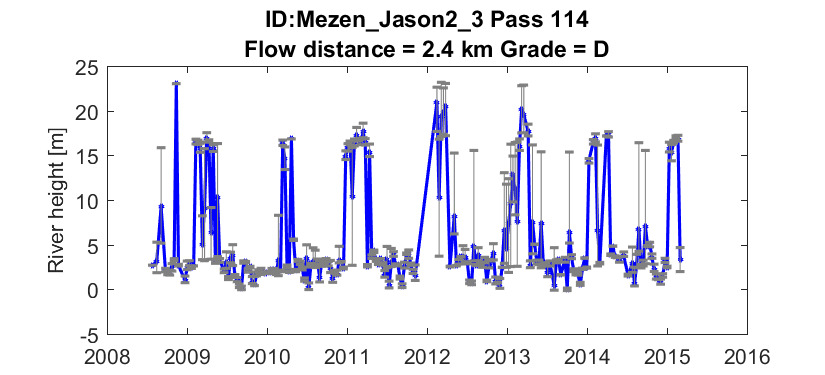 ID:Mezen_Jason2_3 Pass 114
Flow distance = 2.4 km Grade = D
25
20
15
10
5
0
-5
River height [m]
2008 2009 2010 2011 2012 2013 2014 2015 2016